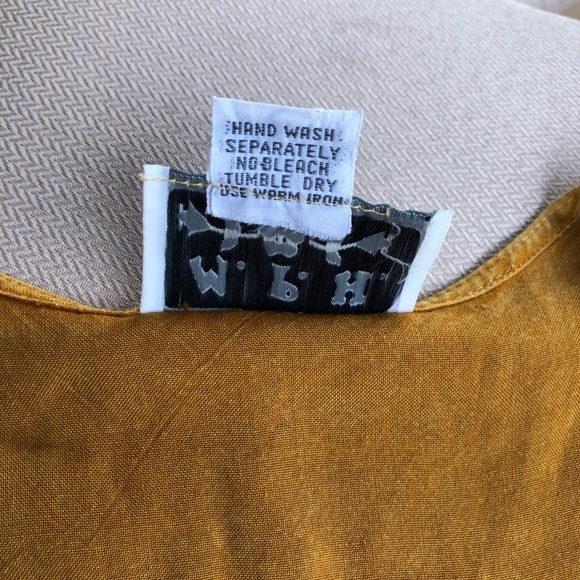 HAND WASH
SEPARATELY
NO BLEACH
TUMBLE DRY
USE WARM IRON
W·b·H